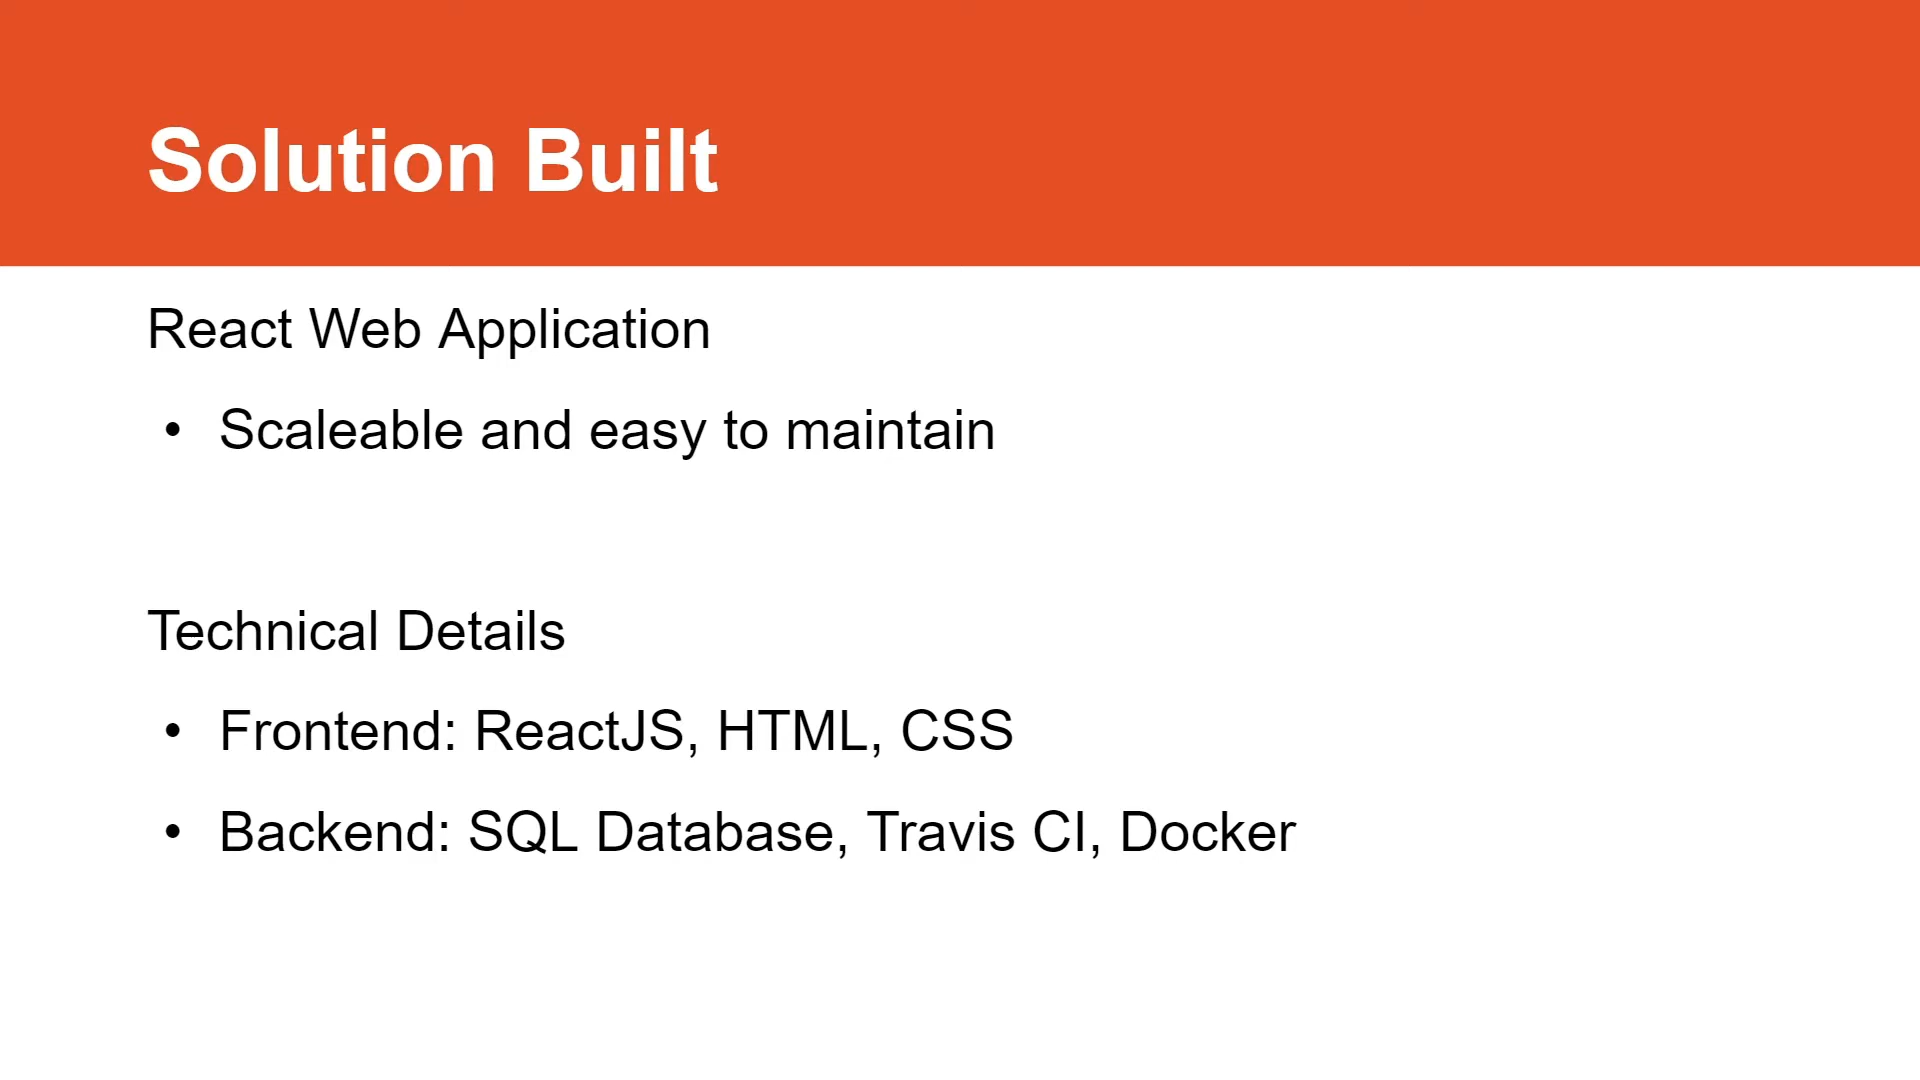 Solution Built
React Web Application
• Scaleable and easy to maintain
Technical Details
• Frontend: ReactJS, HTML, CSS
• Backend: SQL Database, Travis CI, Docker